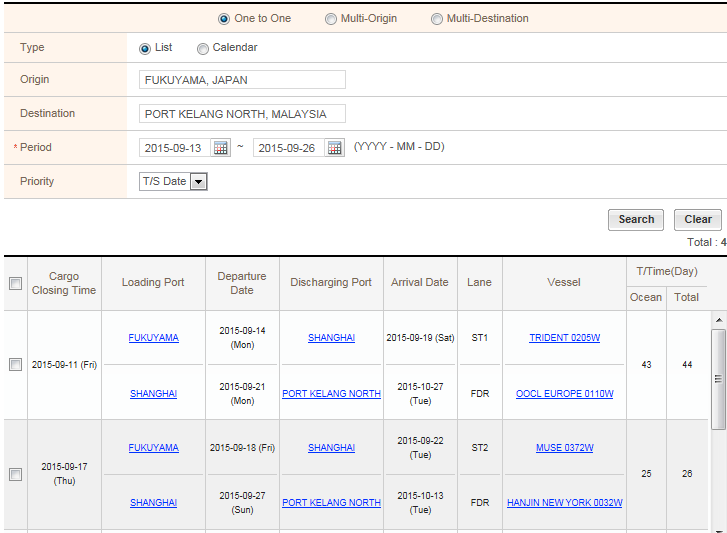 One to One Multi-Origin Multi-Destination
Type List Calendar
Origin FUKUYAMA, JAPAN
Destination PORT KELANG NORTH, MALAYSIA
* Period 2015-09-13 ~ 2015-09-26 (YYYY - MM - DD)
Priority T/S Date
Search Clear
Total : 4
Cargo Closing Time Loading Port Departure Date Discharging Port Arrival Date Lane Vessel T/Time(Day)
Ocean Total
2015-09-11 (Fri) FUKUYAMA 2015-09-14 (Mon) SHANGHAI 2015-09-19 (Sat) ST1 TRIDENT 0205W 43 44
SHANGHAI 2015-09-21 (Mon) PORT KELANG NORTH 2015-10-27 (Tue) FDR OOCL EUROPE 0110W
2015-09-17 (Thu) FUKUYAMA 2015-09-18 (Fri) SHANGHAI 2015-09-22 (Tue) ST2 MUSE 0372W 25 26
SHANGHAI 2015-09-27 (Sun) PORT KELANG NORTH 2015-10-13 (Tue) FDR HANJIN NEW YORK 0032W